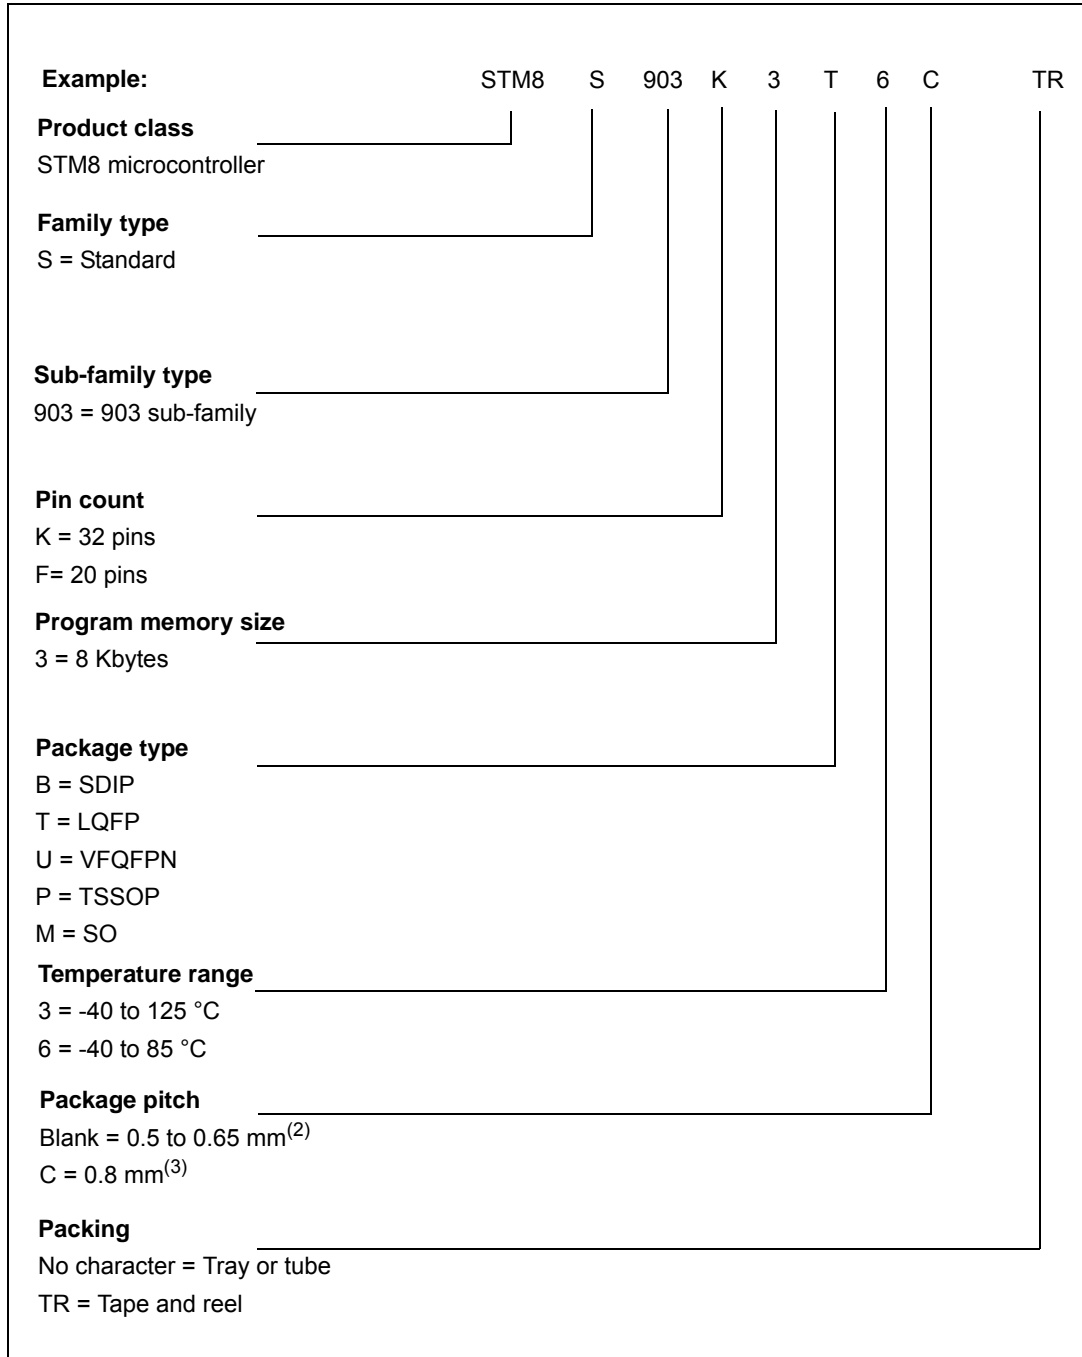 Example: STM8 S 903 K 3 T 6 C TR
Product class
STM8 microcontroller
Family type
S = Standard
Sub-family type
903 = 903 sub-family
Pin count
K = 32 pins
F= 20 pins
Program memory size
3 = 8 Kbytes
Package type
B = SDIP
T = LQFP
U = VFQFPN
P = TSSOP
M = SO
Temperature range
3 = -40 to 125 °C
6 = -40 to 85 °C
Package pitch
Blank = 0.5 to 0.65 mm(2)
C = 0.8 mm(3)
Packing
No character = Tray or tube
TR = Tape and reel